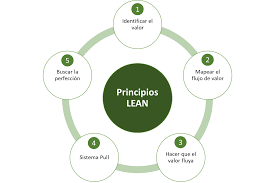 1
Identificar el
valor
2
Mapear el
flujo de valor
3
Hacer que el
valor fluya
4
Sistema Pull
5
Buscar la
perfección
Principios
LEAN